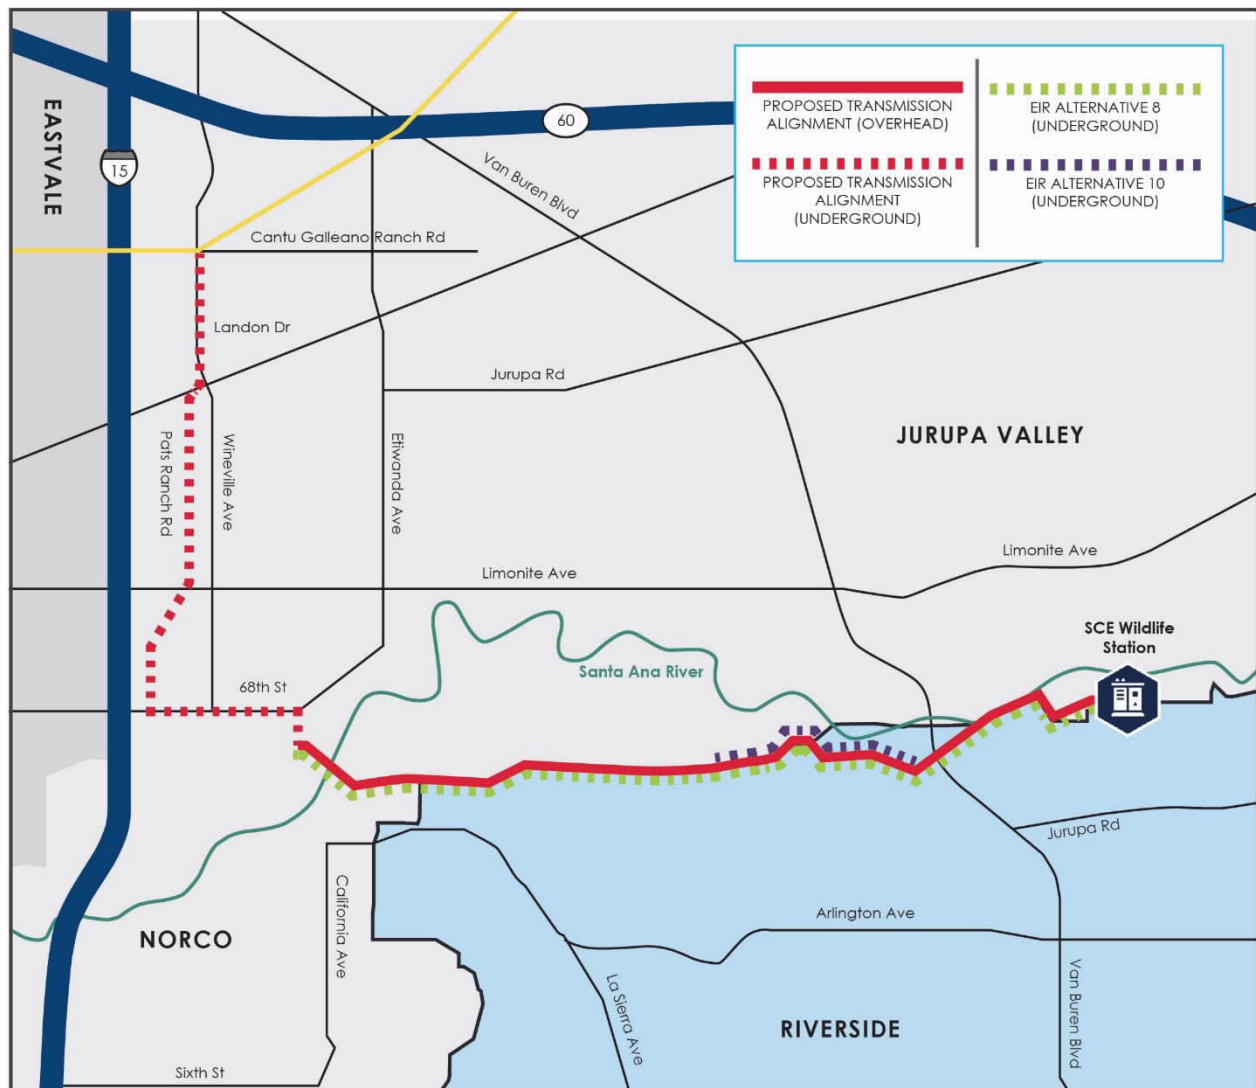 EASTVALE
15
60
Van Buren Blvd
PROPOSED TRANSMISSION
ALIGNMENT (OVERHEAD)
PROPOSED TRANSMISSION
ALIGNMENT
(UNDERGROUND)
EIR ALTERNATIVE 8
(UNDERGROUND)
EIR ALTERNATIVE 10
(UNDERGROUND)
Cantu Galleano Ranch Rd
Landon Dr
Jurupa Rd
Pats Ranch Rd
Wineville Ave
Etiwanda Ave
JURUPA VALLEY
Limonite Ave
Limonite Ave
SCE Wildlife
Station
Santa Ana River
68th St
Jurupa Rd
California Ave
Arlington Ave
NORCO
La Sierra Ave
Van Buren Blvd
RIVERSIDE
Sixth St